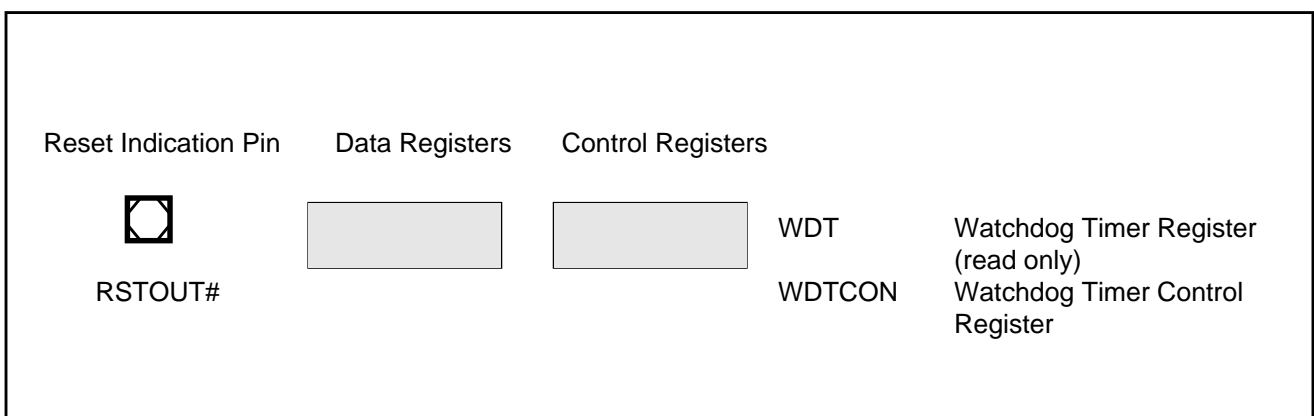 Reset Indication Pin Data Registers Control Registers
WDT Watchdog Timer Register
(read only)
RSTOUT# WDTCON Watchdog Timer Control
Register